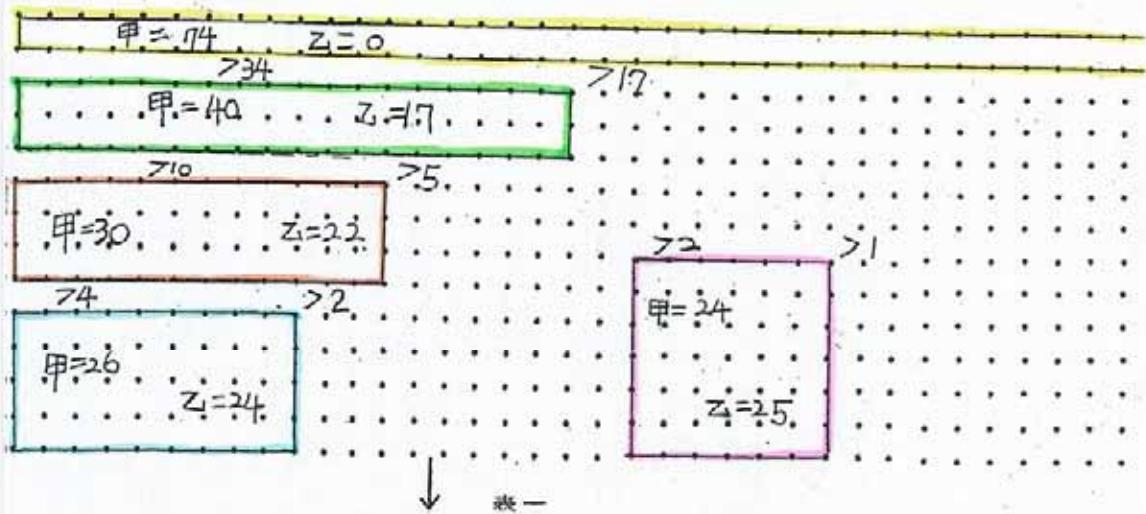 甲=74 乙=0
>34 >17
甲=40 乙=17
>10 >5
甲=30 乙=22
>2 >1
>4 >2
甲=24
甲=26
乙=24 乙=25
↓ 表一